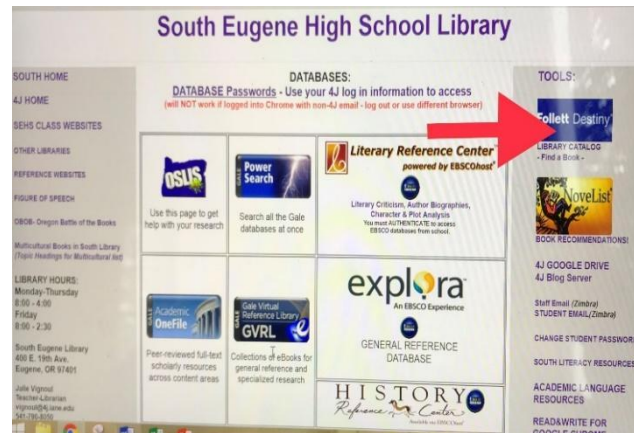 South Eugene High School Library
SOUTH HOME
4J HOME
SEHS CLASS WEBSITES
OTHER LIBRARIES
REFERENCE WEBSITES
FIGURE OF SPEECH
OBOB- Oregon Battle of the Books
Multicultural Books in South Library
(Topic Headings for Multicultural list)
LIBRARY HOURS:
Monday-Thursday
8:00 - 4:00
Friday
8:00 - 2:30
South Eugene Library
400 E. 19th Ave.
Eugene, OR 97401
Julie Vignoul
Teacher-Librarian
DATABASES:
DATABASE Passwords - Use your 4J log in information to access
(will NOT work if logged into Chrome with non-4J email - log out or use different browser)
OSLIS
Use this page to get
help with your research
GALE
Power
Search
Search all the Gale
databases at once
Literary Reference Center
powered by EBSCOhost
Literary Criticism, Author Biographies,
Character & Plot Analysis
You must AUTHENTICATE to access
EBSCO databases from school.
GALE
Academic
OneFile
Peer-reviewed full-text
scholarly resources
across content areas
Gale Virtual
Reference Library
GVRL
Collections of eBooks for
general reference and
specialized research
explora
An EBSCO Experience
GENERAL REFERENCE
DATABASE
HISTORY
Reference Center
TOOLS:
Follett Destiny
LIBRARY CATALOG
- Find a Book -
NoveList
BOOK RECOMMENDATIONS!
4J GOOGLE DRIVE
4J Blog Server
Staff Email (Zimbra)
STUDENT EMAIL (Zimbra)
CHANGE STUDENT PASSWOR
SOUTH LITERACY RESOURCES
ACADEMIC LANGUAGE
RESOURCES
READ&WRITE FOR
GOOGLE CHROME